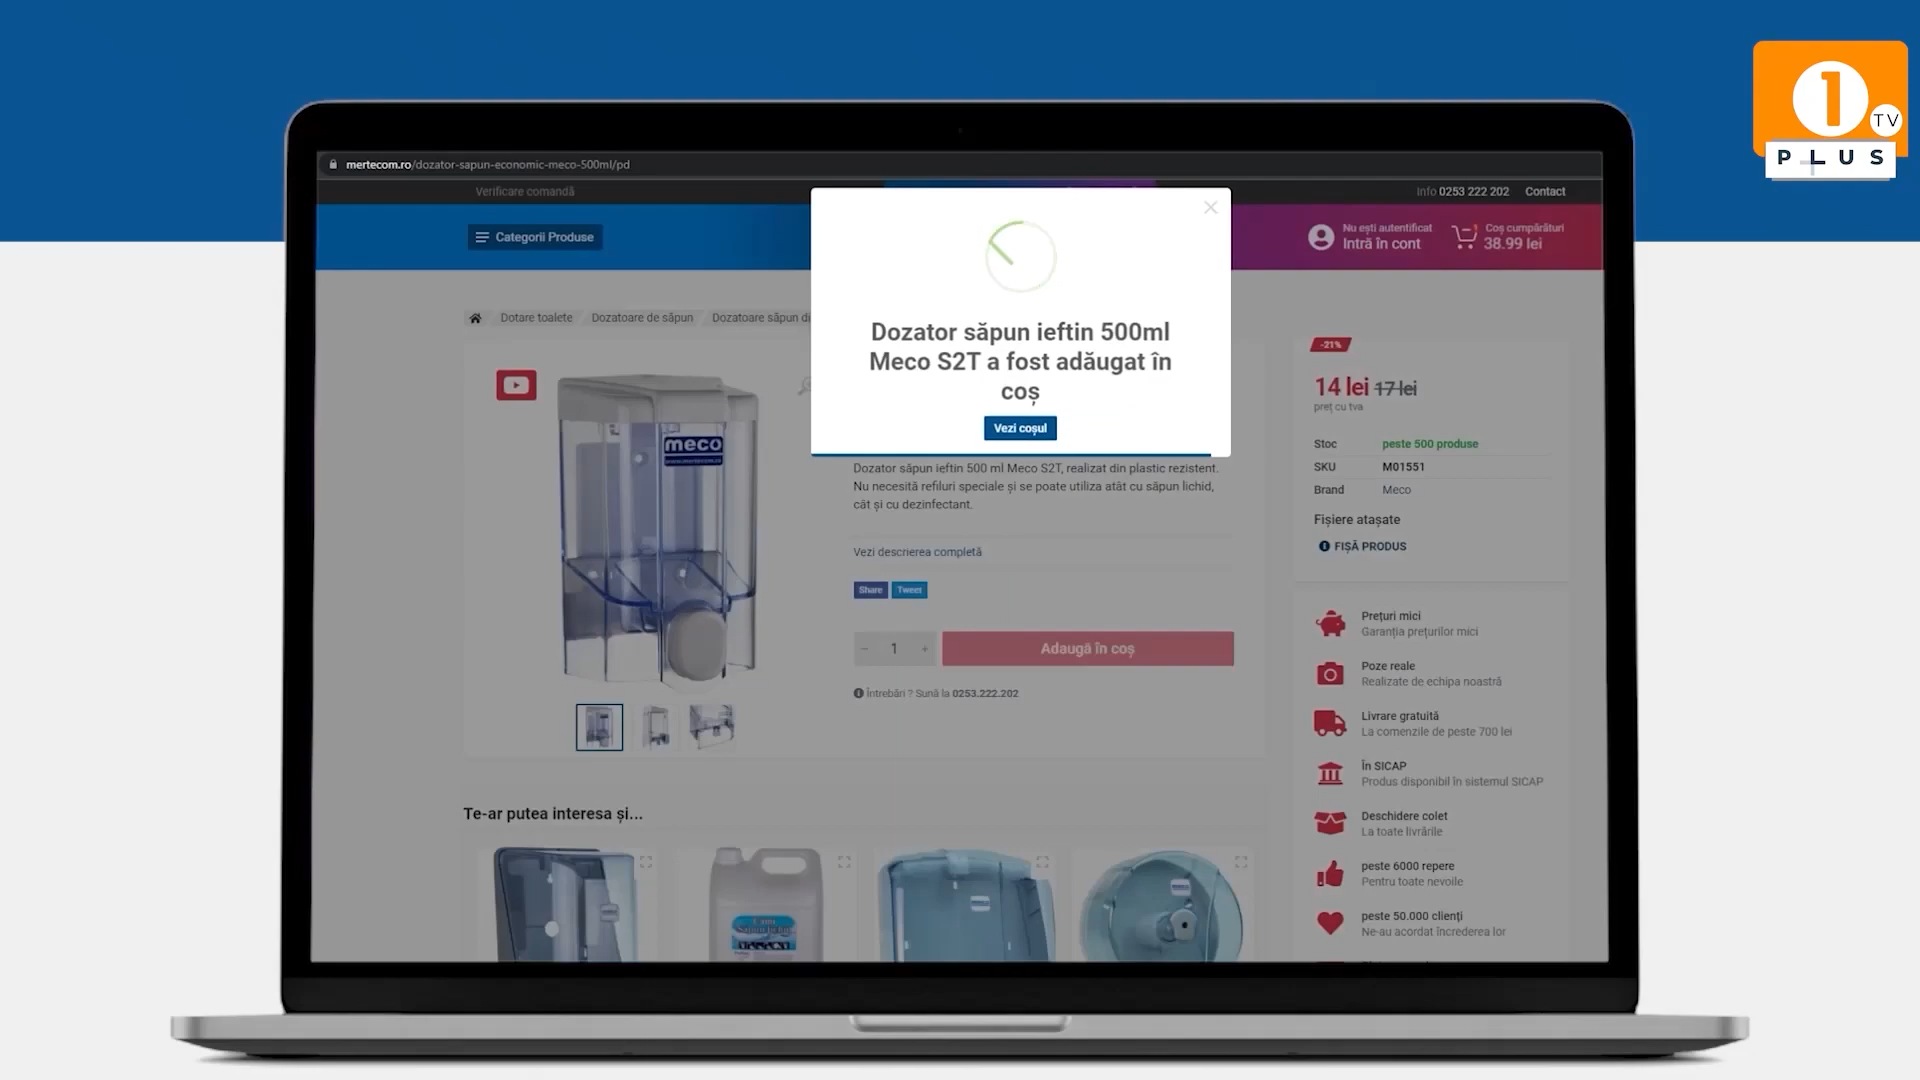 1
TV
PLUS
mertecom.ro/dozator-sapun-economic-meco-500ml/pd
Verificare comandă
Info 0253 222 202 Contact
Categorii Produse
Nu ești autentificat
Intră în cont
Coș cumpărături
38.99 lei
Dotare toalete Dozatoare de săpun Dozatoare săpun
Dozator săpun ieftin 500ml
Meco S2T a fost adăugat în
coș
Vezi coșul
-21%
14 lei 17 lei
preț cu tva
Stoc peste 500 produse
SKU M01551
Brand Meco
Fișiere atașate
FIȘĂ PRODUS
meco
www.mertecom.ro
Dozator săpun ieftin 500 ml Meco S2T, realizat din plastic rezistent.
Nu necesită refiluri speciale și se poate utiliza atât cu săpun lichid,
cât și cu dezinfectant.
Vezi descrierea completă
Share Tweet
- 1 +
Adaugă în coș
Întrebări ? Sună la 0253.222.202
Prețuri mici
Garanția prețurilor mici
Poze reale
Realizate de echipa noastră
Livrare gratuită
La comenzile de peste 700 lei
În SICAP
Produs disponibil în sistemul SICAP
Deschidere colet
La toate livrările
peste 6000 repere
Pentru toate nevoile
peste 50.000 clienți
Ne-au acordat încrederea lor
Te-ar putea interesa și...